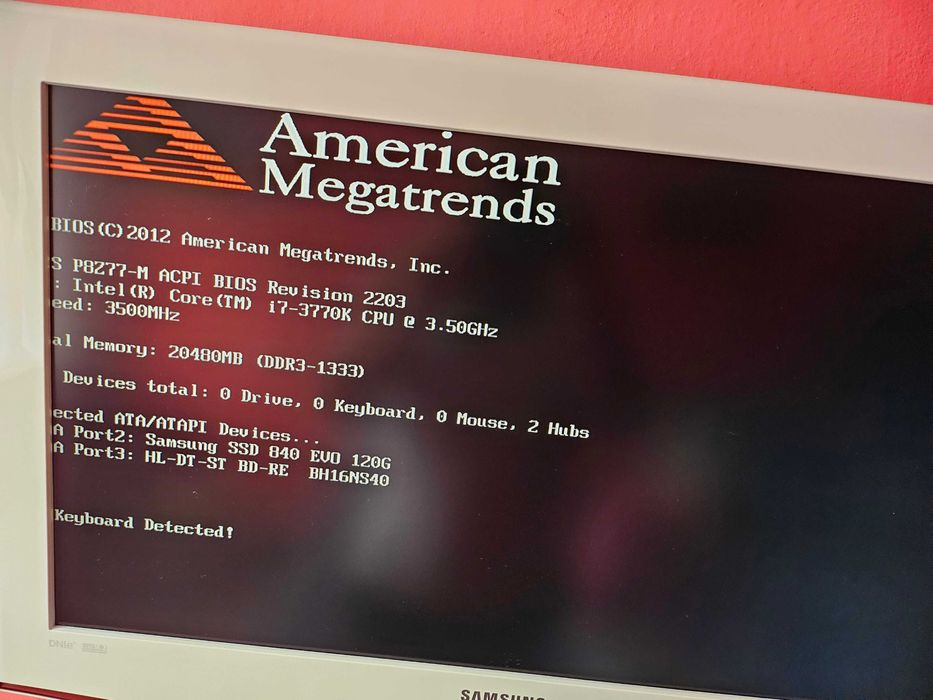 American
Megatrends
BIOS(C)2012 American Megatrends, Inc.
S P8Z77-M ACPI BIOS Revision 2203
: Intel(R) Core(TM) i7-3770K CPU @ 3.50GHz
eed: 3500MHz
al Memory: 20480MB (DDR3-1333)
Devices total: 0 Drive, 0 Keyboard, 0 Mouse, 2 Hubs
ected ATA/ATAPI Devices...
A Port2: Samsung SSD 840 EVO 120G
A Port3: HL-DT-ST BD-RE BH16NS40
Keyboard Detected!
DNIe
SAMSUNG